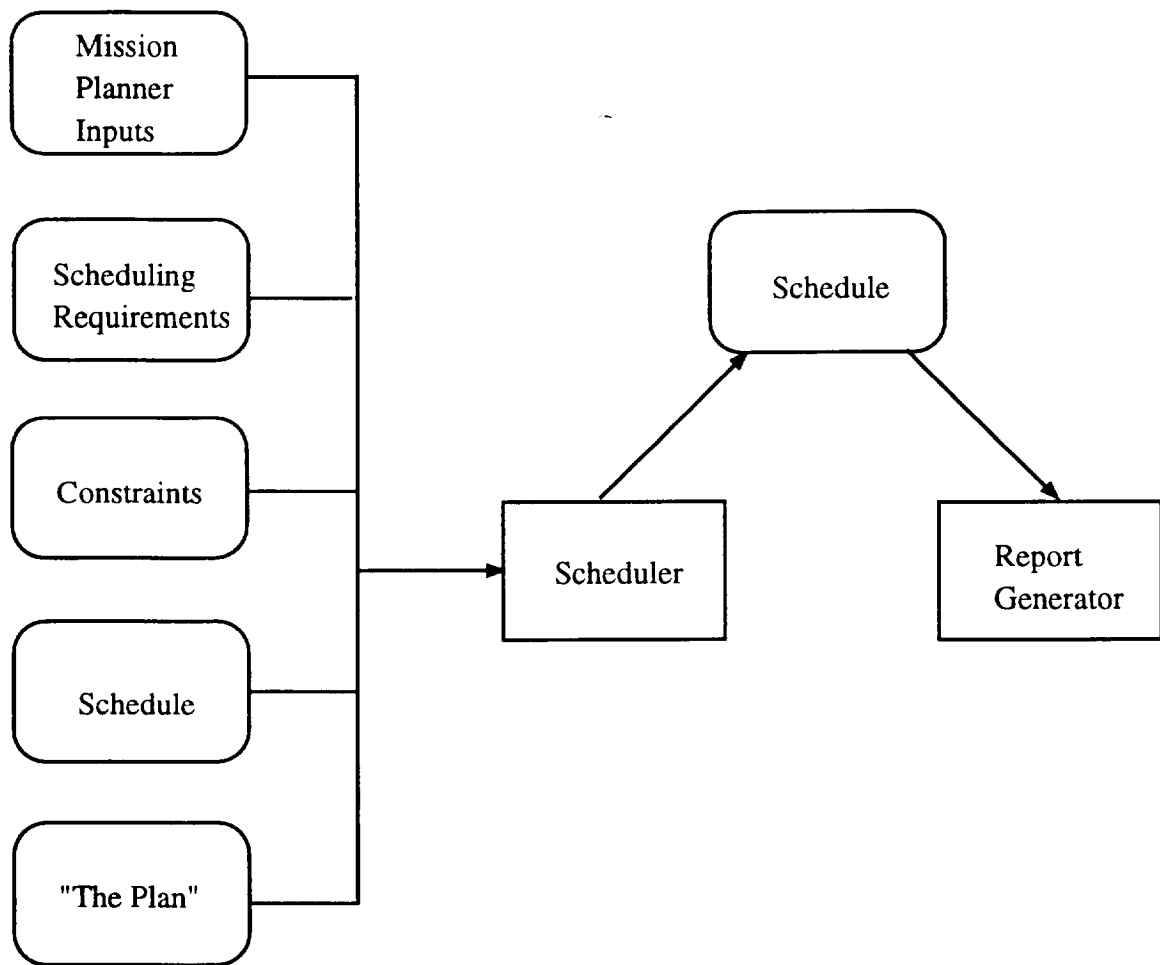 Mission
Planner
Inputs
Scheduling
Requirements
Constraints
Schedule
"The Plan"
Scheduler
Schedule
Report
Generator